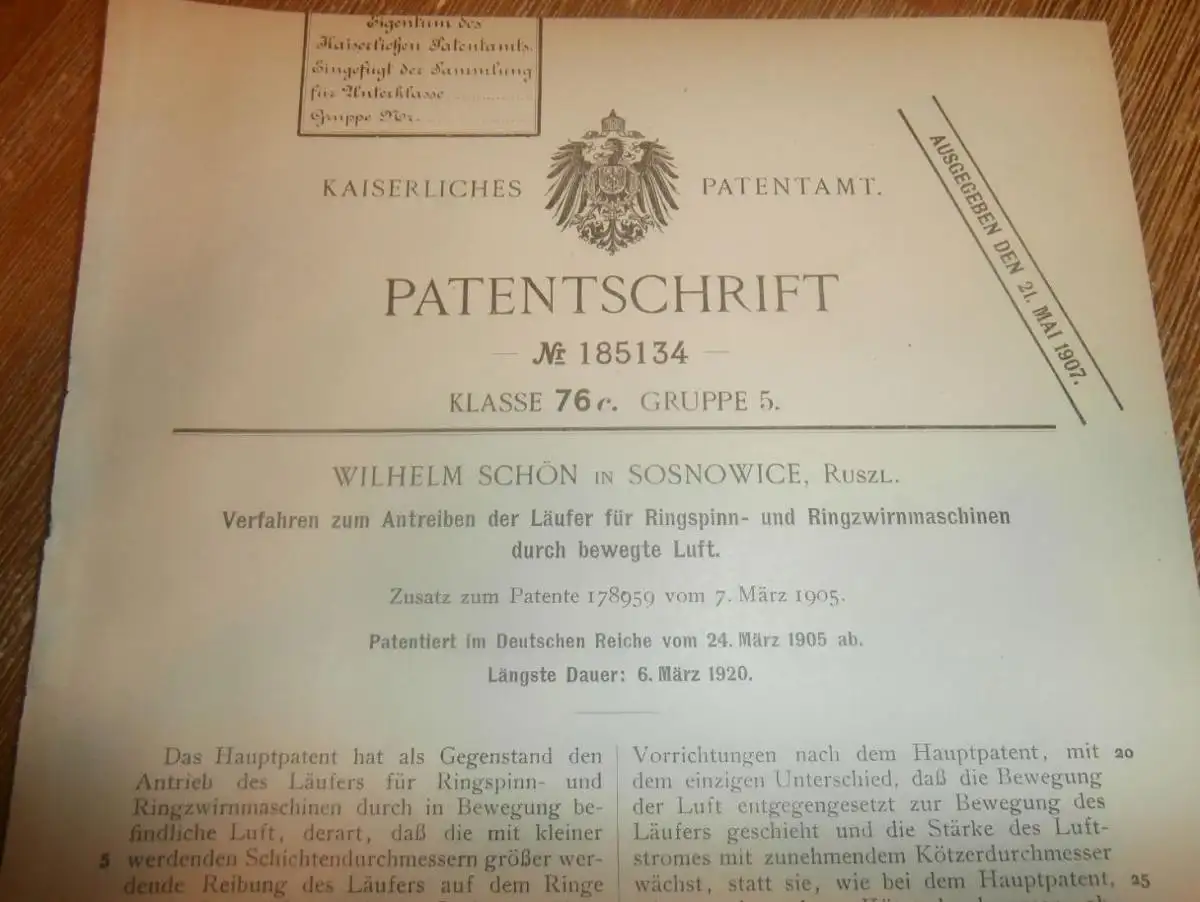 Eigentum des
Kaiserlichen Patentamts.
Eingefügt der Sammlung
für Unterklasse
Gruppe Nr.
KAISERLICHES PATENTAMT.
AUSGEGEBEN DEN 21. MAI 1907.
PATENTSCHRIFT
— № 185134 —
KLASSE 76c. GRUPPE 5.
WILHELM SCHÖN IN SOSNOWICE, RUSZL.
Verfahren zum Antreiben der Läufer für Ringspinn- und Ringzwirnmaschinen
durch bewegte Luft.
Zusatz zum Patente 178959 vom 7. März 1905.
Patentiert im Deutschen Reiche vom 24. März 1905 ab.
Längste Dauer: 6. März 1920.
Das Hauptpatent hat als Gegenstand den
Antrieb des Läufers für Ringspinn- und
Ringzwirnmaschinen durch in Bewegung be-
findliche Luft, derart, daß die mit kleiner
5 werdenden Schichtendurchmessern größer wer-
dende Reibung des Läufers auf dem Ringe
Vorrichtungen nach dem Hauptpatent, mit 20
dem einzigen Unterschied, daß die Bewegung
der Luft entgegengesetzt zur Bewegung des
Läufers geschieht und die Stärke des Luft-
stromes mit zunehmendem Kötzerdurchmesser
wächst, statt sie, wie bei dem Hauptpatent, 25